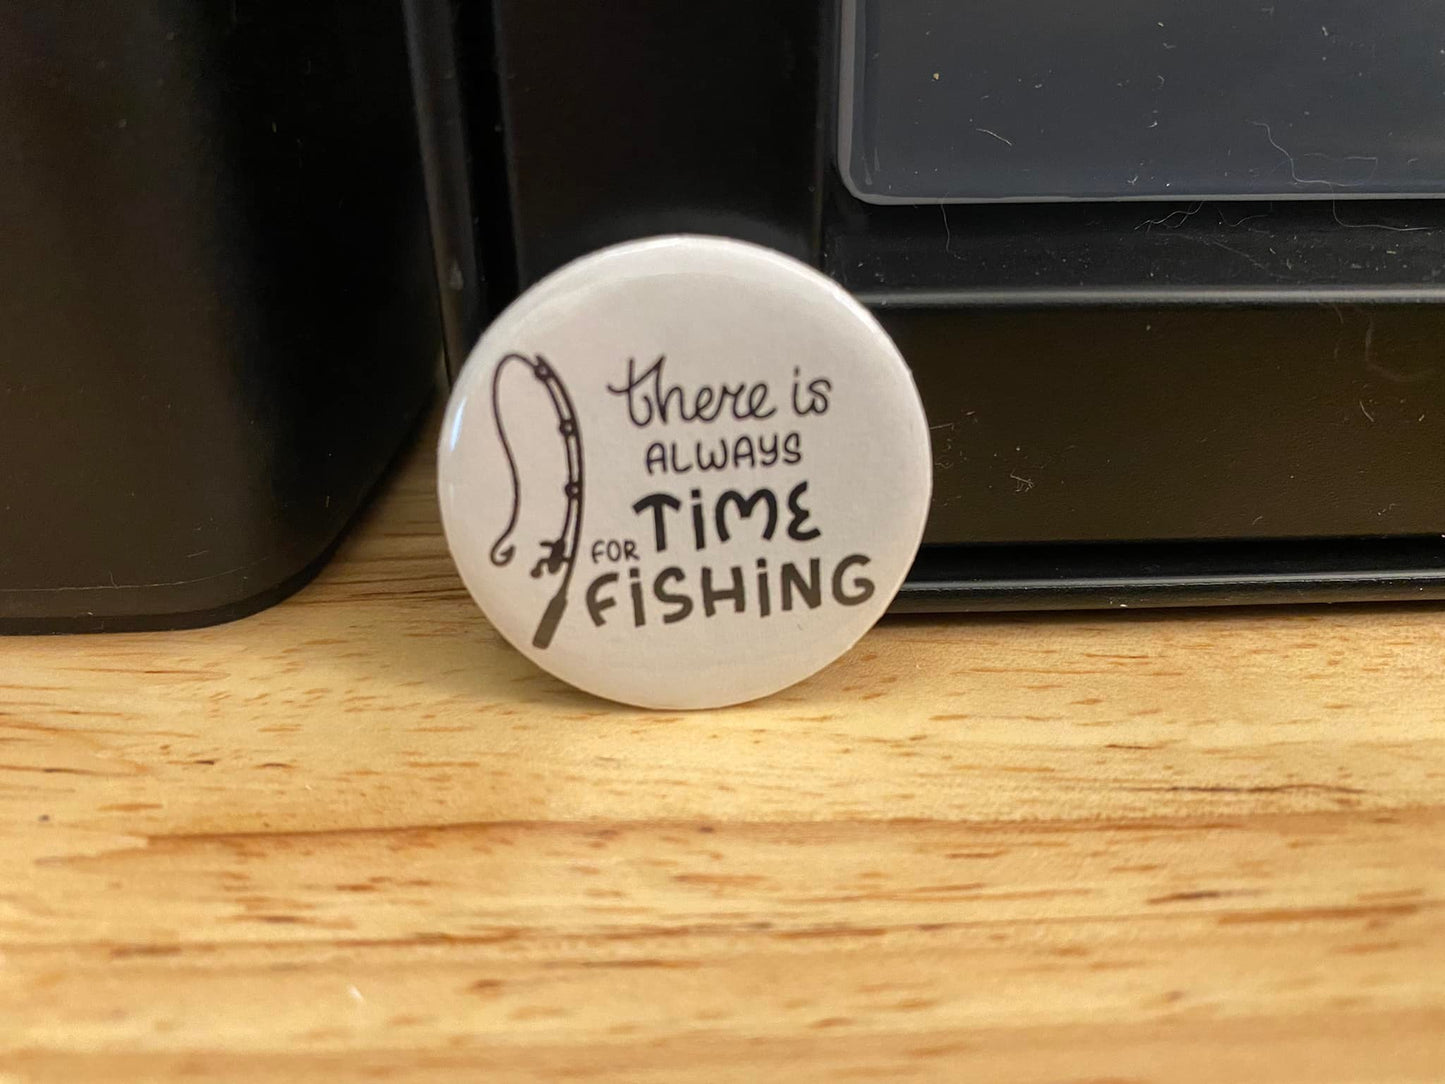 there is
ALWAYS
TiME
FOR
FiSHiNG